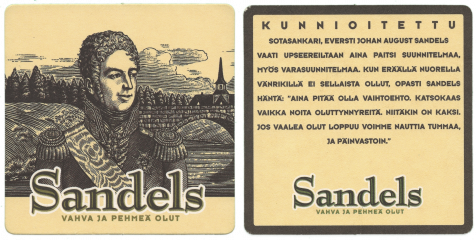 Sandels
VAHVA JA PEHMEÄ OLUT
KUNNIOITETTU
SOTASANKARI, EVERSTI JOHAN AUGUST SANDELS
VAATI UPSEEREILTAAN AINA PAITSI SUUNNITELMAA,
MYÖS VARASUUNNITELMAA. KUN ERÄÄLLÄ NUORELLA
VÄNRIKILLÄ EI SELLAISTA OLLUT, OPASTI SANDELS
HÄNTÄ: "AINA PITÄÄ OLLA VAIHTOEHTO. KATSOKAAS
VAIKKA NOITA OLUTTYNNYREITÄ. NIITÄKIN ON KAKSI.
JOS VAALEA OLUT LOPPUU VOIMME NAUTTIA TUMMAA,
JA PÄINVASTOIN."
Sandels
VAHVA JA PEHMEÄ OLUT